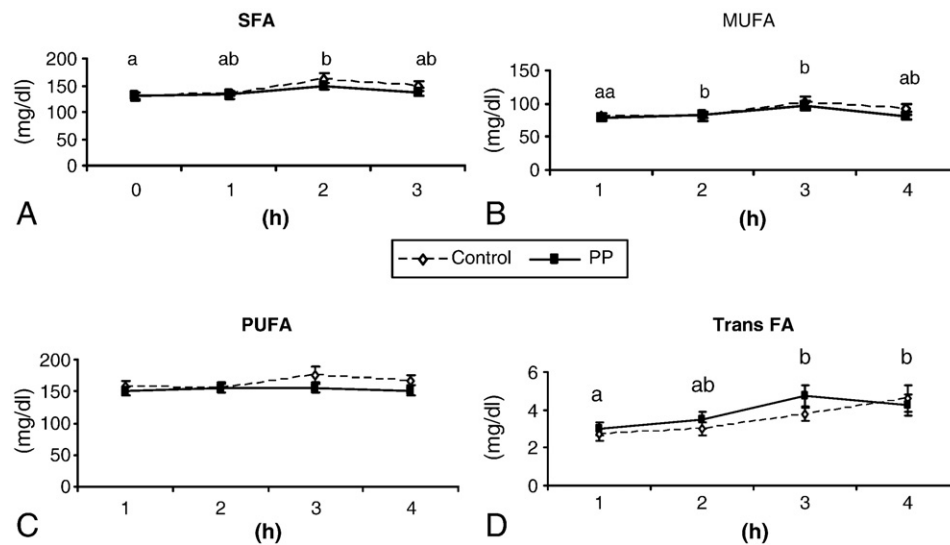 SFA
a ab b ab
200
150
100
50
0
(mg/dl)
0 1 2 3
A
(h)
MUFA
aa b b ab
150
100
50
0
(mg/dl)
1 2 3 4
B
(h)
Control PP
PUFA
200
150
100
50
0
(mg/dl)
1 2 3 4
C
(h)
Trans FA
a ab b b
6
4
2
0
(mg/dl)
1 2 3 4
D
(h)